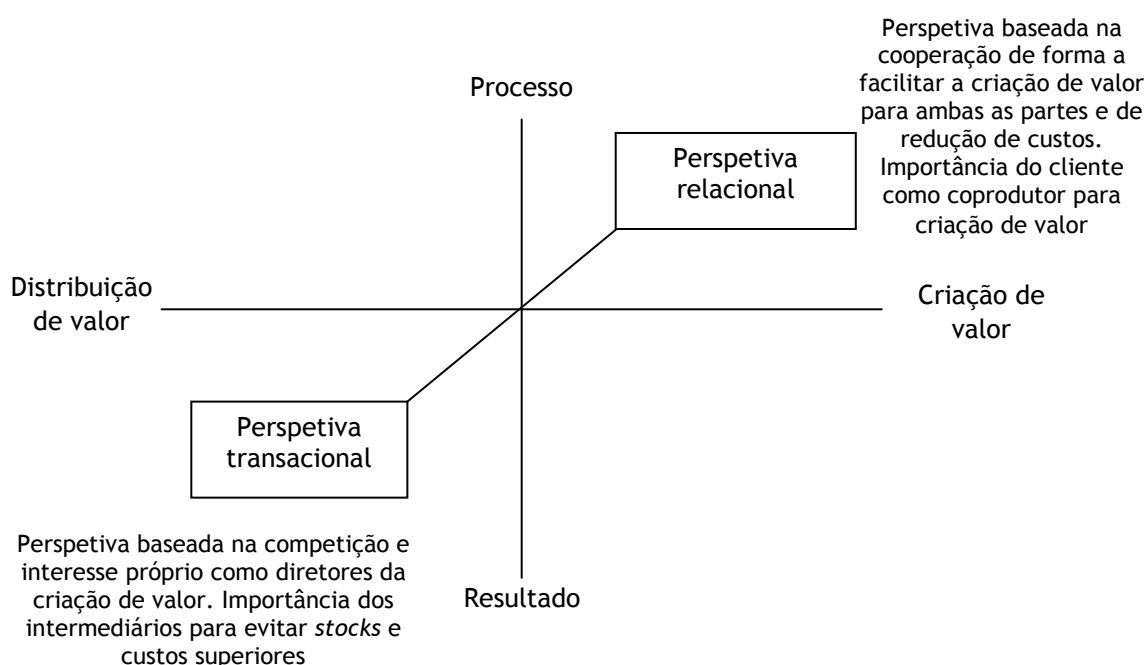 Perspetiva baseada na
cooperação de forma a
facilitar a criação de valor
para ambas as partes e de
redução de custos.
Importância do cliente
como coprodutor para
criação de valor
Processo
Perspetiva
relacional
Distribuição
de valor
Criação de
valor
Perspetiva
transacional
Perspetiva baseada na competição e
interesse próprio como diretores da
criação de valor. Importância dos
intermediários para evitar stocks e
custos superiores
Resultado